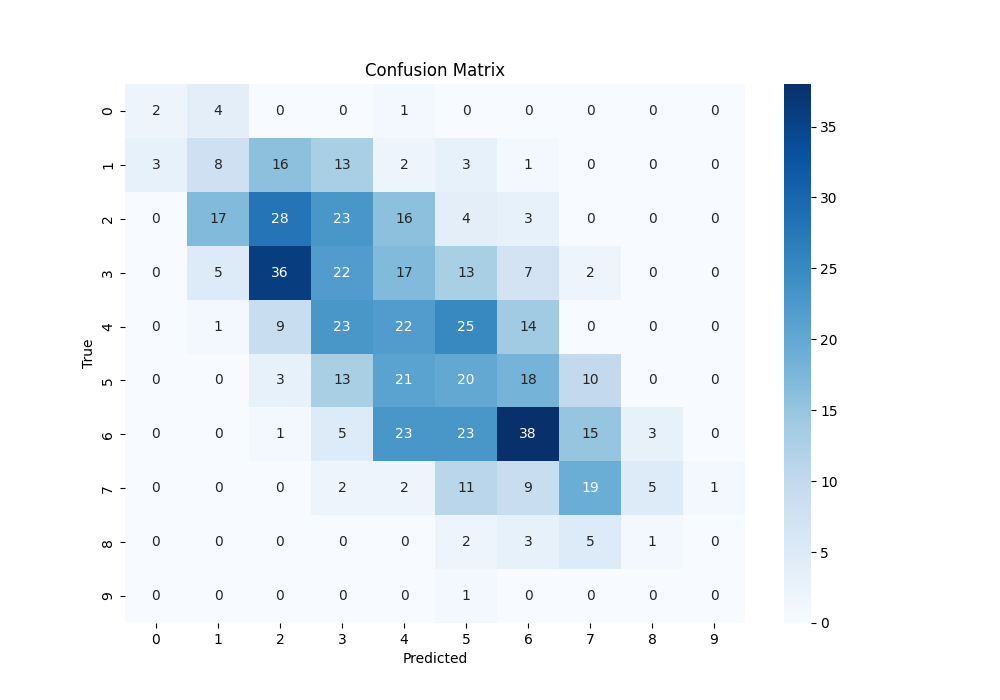 Confusion Matrix
0 2 4 0 0 1 0 0 0 0 0
1 3 8 16 13 2 3 1 0 0 0
2 0 17 28 23 16 4 3 0 0 0
3 0 5 36 22 17 13 7 2 0 0
4 0 1 9 23 22 25 14 0 0 0
5 0 0 3 13 21 20 18 10 0 0
6 0 0 1 5 23 23 38 15 3 0
7 0 0 0 2 2 11 9 19 5 1
8 0 0 0 0 0 2 3 5 1 0
9 0 0 0 0 0 1 0 0 0 0
0 1 2 3 4 5 6 7 8 9
Predicted
True
35
30
25
20
15
10
5
0